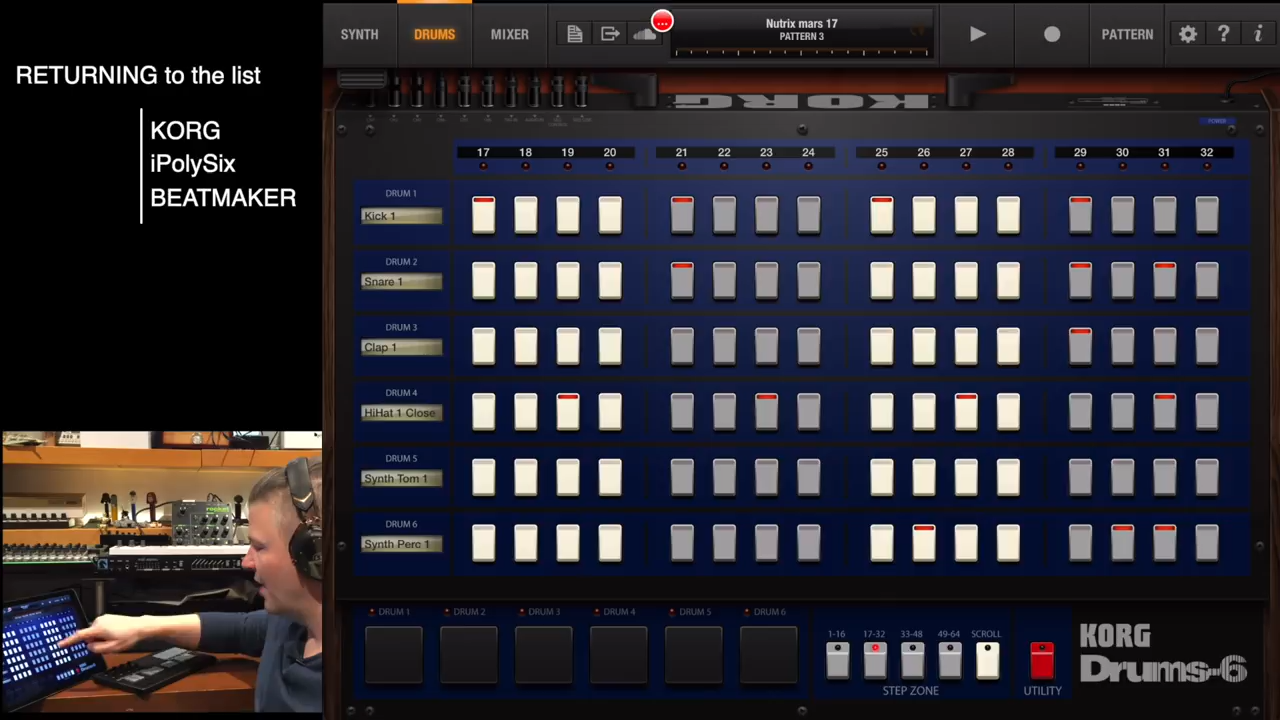 RETURNING to the list
KORG
iPolySix
BEATMAKER
SYNTH
DRUMS
MIXER
...
Nutrix mars 17
PATTERN 3
PATTERN
?
i
KORG
POWER
17 18 19 20 21 22 23 24 25 26 27 28 29 30 31 32
DRUM 1
Kick 1
DRUM 2
Snare 1
DRUM 3
Clap 1
DRUM 4
HiHat 1 Close
DRUM 5
Synth Tom 1
DRUM 6
Synth Perc 1
DRUM 1 DRUM 2 DRUM 3 DRUM 4 DRUM 5 DRUM 6
1-16 17-32 33-48 49-64 SCROLL
STEP ZONE
UTILITY
KORG
Drums-6